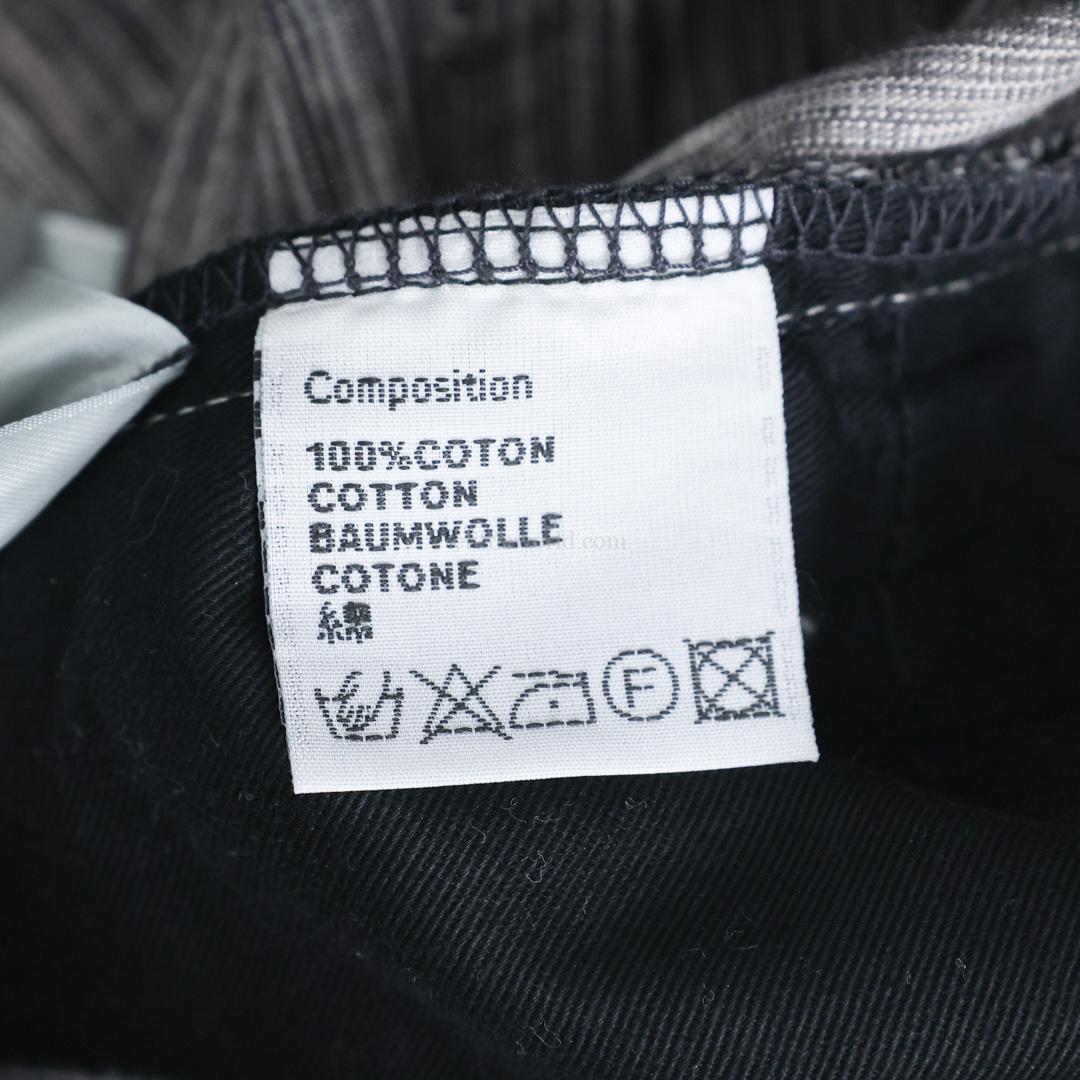 Composition
100%COTON
COTTON
BAUMWOLLE
COTONE
綿
F